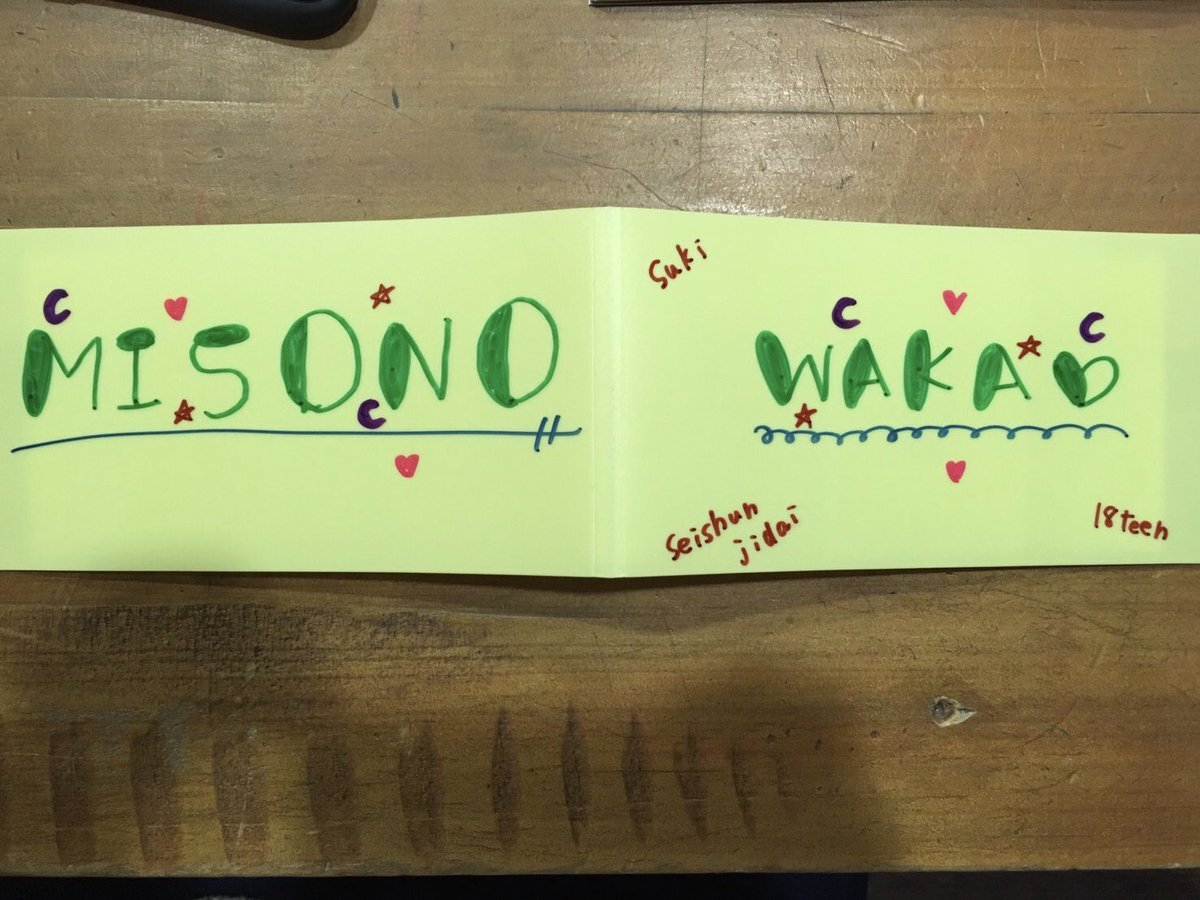 MISONO
Suki
WAKAO
Seishun
jidai
18teen